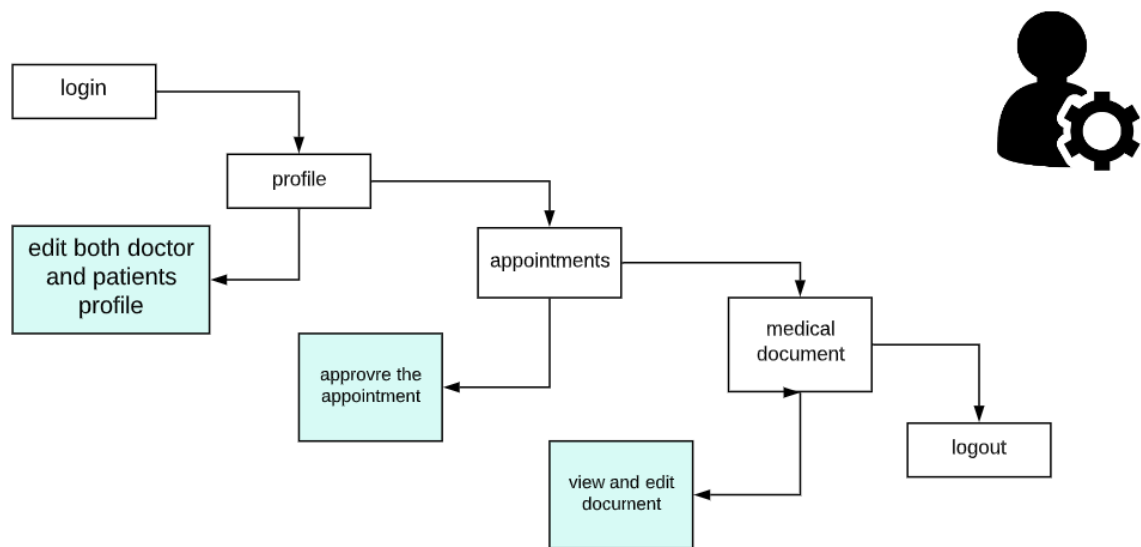 login
profile
edit both doctor
and patients
profile
appointments
medical
document
approvre the
appointment
logout
view and edit
document